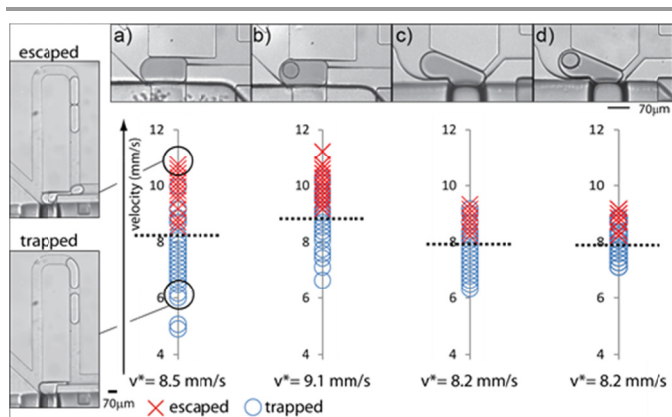 escaped
a)
b)
c)
d)
70µm
trapped
70µm
velocity (mm/s)
12
10
8
6
4
12
10
8
6
4
12
10
8
6
4
12
10
8
6
4
v*= 8.5 mm/s
v*= 9.1 mm/s
v*= 8.2 mm/s
v*= 8.2 mm/s
escaped
trapped